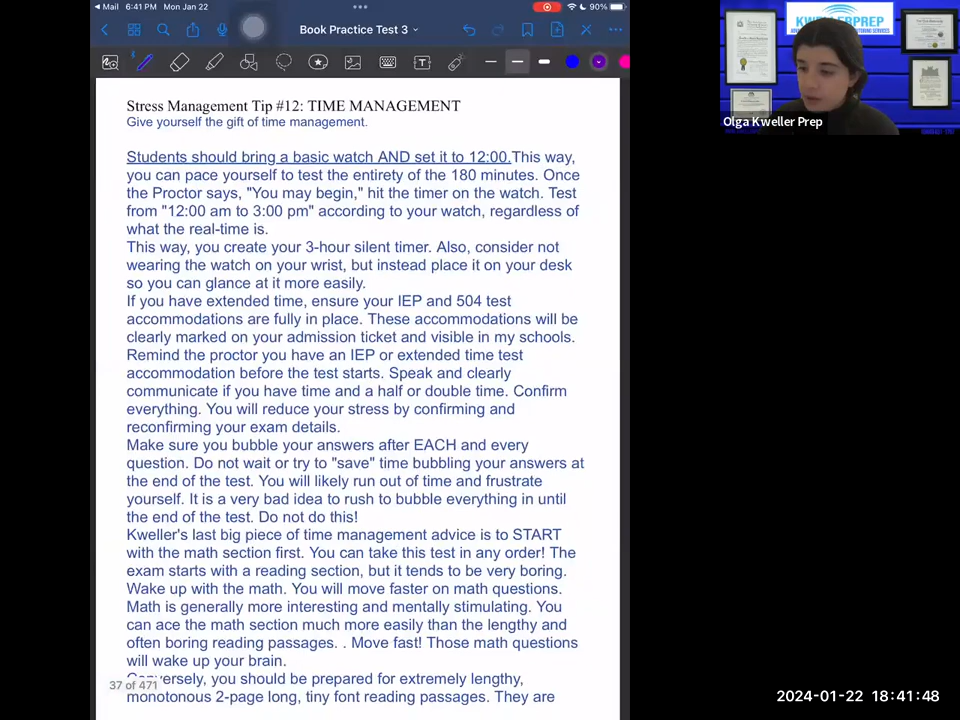 Mail 6:41 PM Mon Jan 22
90%
Book Practice Test 3
KWELLERPREP
Stress Management Tip #12: TIME MANAGEMENT
Give yourself the gift of time management.
Olga Kweller Prep
Students should bring a basic watch AND set it to 12:00.This way,
you can pace yourself to test the entirety of the 180 minutes. Once
the Proctor says, "You may begin," hit the timer on the watch. Test
from "12:00 am to 3:00 pm" according to your watch, regardless of
what the real-time is.
This way, you create your 3-hour silent timer. Also, consider not
wearing the watch on your wrist, but instead place it on your desk
so you can glance at it more easily.
If you have extended time, ensure your IEP and 504 test
accommodations are fully in place. These accommodations will be
clearly marked on your admission ticket and visible in my schools.
Remind the proctor you have an IEP or extended time test
accommodation before the test starts. Speak and clearly
communicate if you have time and a half or double time. Confirm
everything. You will reduce your stress by confirming and
reconfirming your exam details.
Make sure you bubble your answers after EACH and every
question. Do not wait or try to "save" time bubbling your answers at
the end of the test. You will likely run out of time and frustrate
yourself. It is a very bad idea to rush to bubble everything in until
the end of the test. Do not do this!
Kweller's last big piece of time management advice is to START
with the math section first. You can take this test in any order! The
exam starts with a reading section, but it tends to be very boring.
Wake up with the math. You will move faster on math questions.
Math is generally more interesting and mentally stimulating. You
can ace the math section much more easily than the lengthy and
often boring reading passages. . Move fast! Those math questions
will wake up your brain.
Conversely, you should be prepared for extremely lengthy,
37 of 471
monotonous 2-page long, tiny font reading passages. They are
2024-01-22 18:41:48